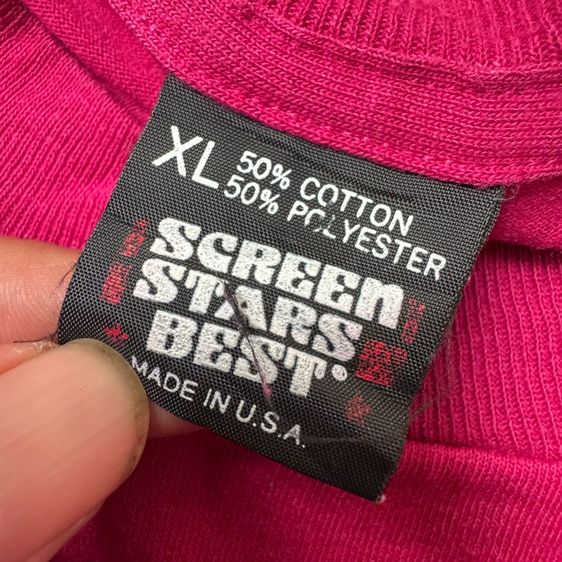 XL 50% COTTON
50% POLYESTER
SCREEN
STARS
BEST®
MADE IN U.S.A.